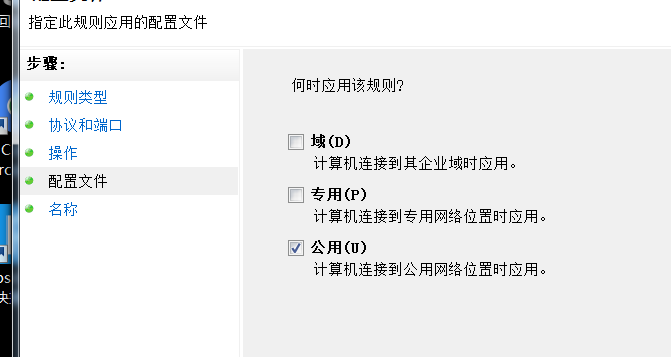 指定此规则应用的配置文件
步骤:
规则类型
协议和端口
操作
配置文件
名称
何时应用该规则?
域(D)
计算机连接到其企业域时应用。
专用(P)
计算机连接到专用网络位置时应用。
公用(U)
计算机连接到公用网络位置时应用。
回
C
rc
ps
决